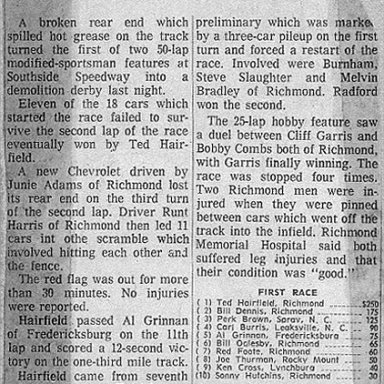 A broken rear end which
spilled hot grease on the track
turned the first of two 50-lap
modified-sportsman features at
Southside Speedway into a
demolition derby last night.
Eleven of the 18 cars which
started the race failed to sur-
vive the second lap of the race
eventually won by Ted Hair-
field.
A new Chevrolet driven by
Junie Adams of Richmond lost
its rear end on the third turn
of the second lap. Driver Runt
Harris of Richmond then led 11
cars int othe scramble which
involved hitting each other and
the fence.
The red flag was out for more
than 30 minutes. No injuries
were reported.
Hairfield passed Al Grinnan
of Fredericksburg on the 11th
lap and scored a 12-second vic-
tory on the one-third mile track.
Hairfield came from seventh
preliminary which was marke
by a three-car pileup on the first
turn and forced a restart of the
race. Involved were Burnham,
Steve Slaughter and Melvin
Bradley of Richmond. Radford
won the second.
The 25-lap hobby feature saw
a duel between Cliff Garris and
Bobby Combs both of Richmond,
with Garris finally winning. The
race was stopped four times.
Two Richmond men were in-
jured when they were pinned
between cars which went off the
track into the infield. Richmond
Memorial Hospital said both
suffered leg injuries and that
their condition was "good."
FIRST RACE
( 1) Ted Hairfield, Richmond ..... $250
( 2) Bill Dennis, Richmond ..... 175
( 3) Perk Brown, Spray, N. C. 125
( 4) Carl Burris, Leaksville, N. C. 90
( 5) Al Grinnan, Fredericksburg 75
( 6) Bill Oglesby, Richmond ..... 65
( 7) Red Foote, Richmond ..... 60
( 8) Joe Thurman, Rocky Mount 50
( 9) Ken Cross, Lynchburg ..... 40
(10) Sonny Hutchins, Richmond 30